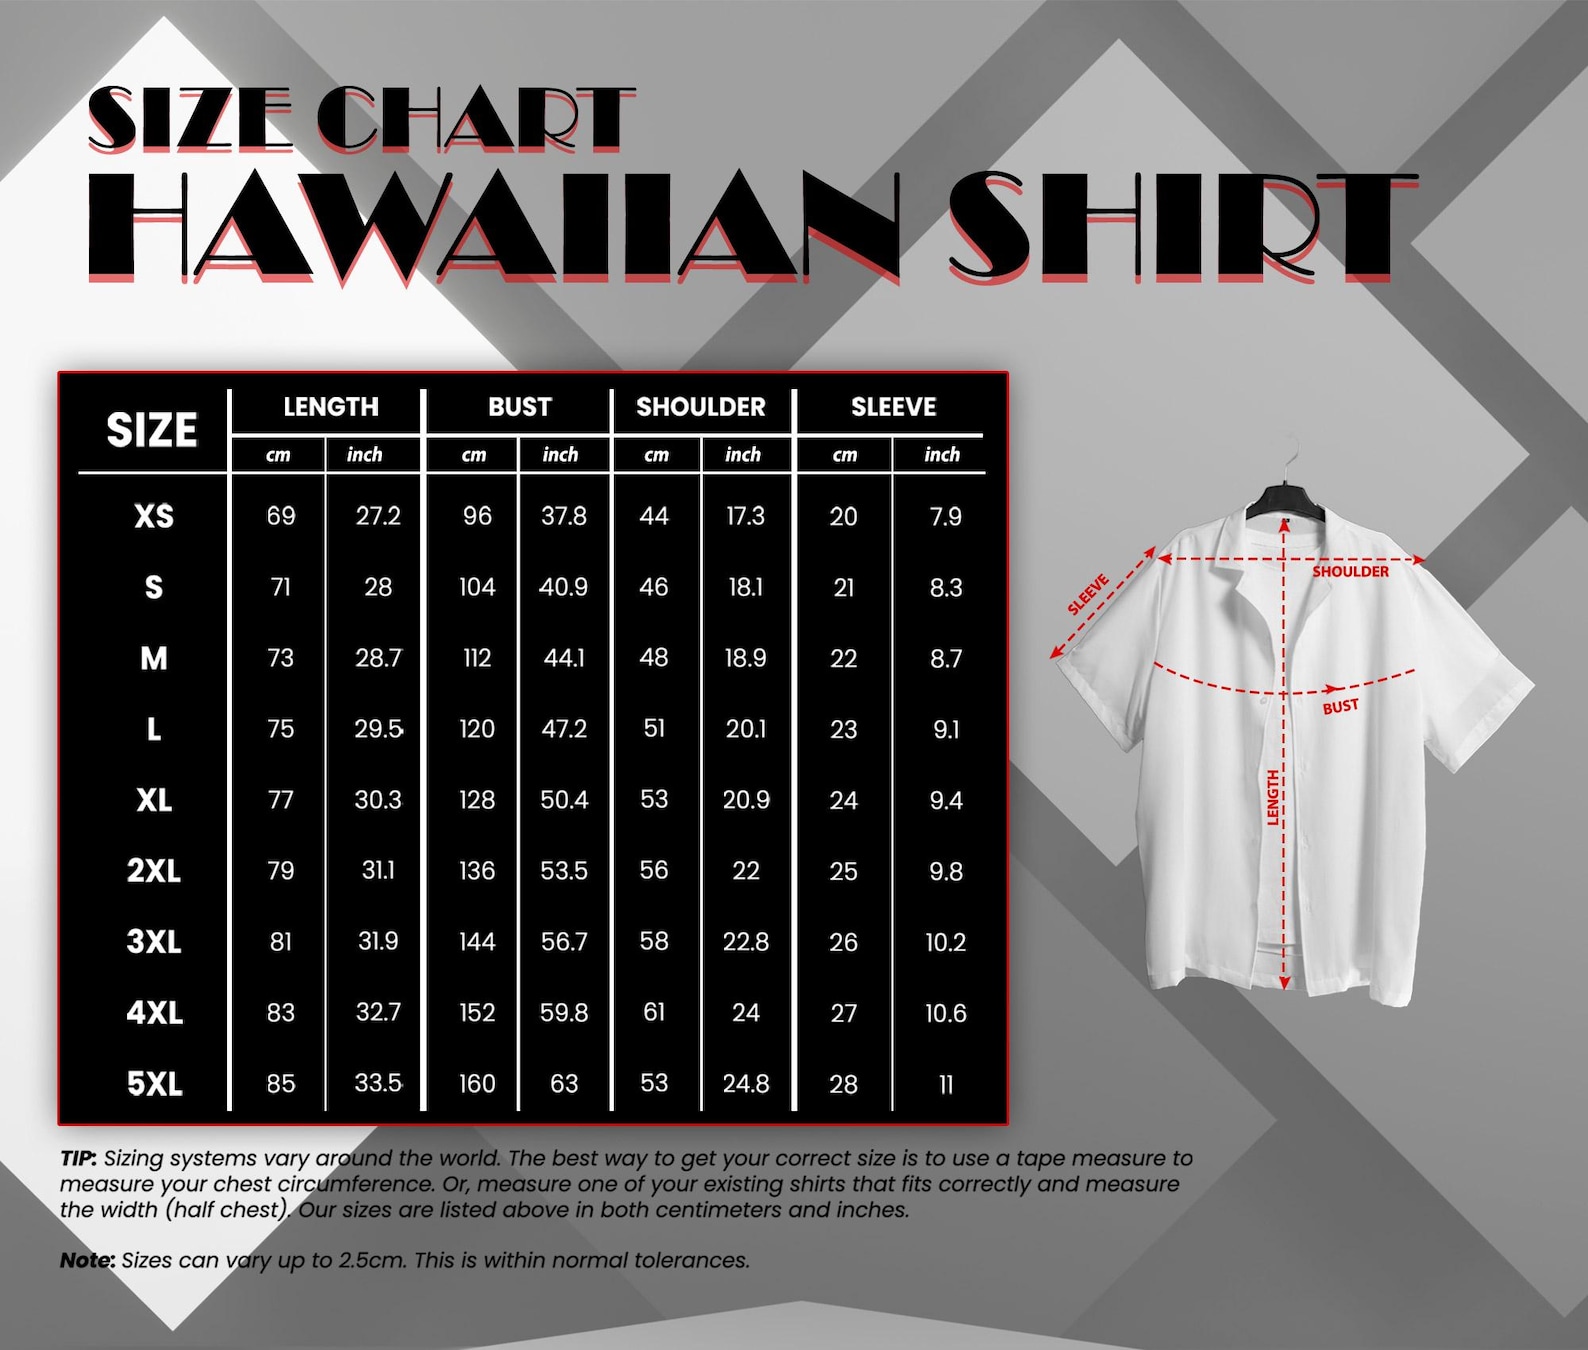 SIZE CHART
HAWAIIAN SHIRT
SIZE LENGTH BUST SHOULDER SLEEVE
cm inch cm inch cm inch cm inch
XS 69 27.2 96 37.8 44 17.3 20 7.9
S 71 28 104 40.9 46 18.1 21 8.3
M 73 28.7 112 44.1 48 18.9 22 8.7
L 75 29.5 120 47.2 51 20.1 23 9.1
XL 77 30.3 128 50.4 53 20.9 24 9.4
2XL 79 31.1 136 53.5 56 22 25 9.8
3XL 81 31.9 144 56.7 58 22.8 26 10.2
4XL 83 32.7 152 59.8 61 24 27 10.6
5XL 85 33.5 160 63 53 24.8 28 11
SLEEVE
SHOULDER
BUST
LENGTH
TIP: Sizing systems vary around the world. The best way to get your correct size is to use a tape measure to
measure your chest circumference. Or, measure one of your existing shirts that fits correctly and measure
the width (half chest). Our sizes are listed above in both centimeters and inches.
Note: Sizes can vary up to 2.5cm. This is within normal tolerances.